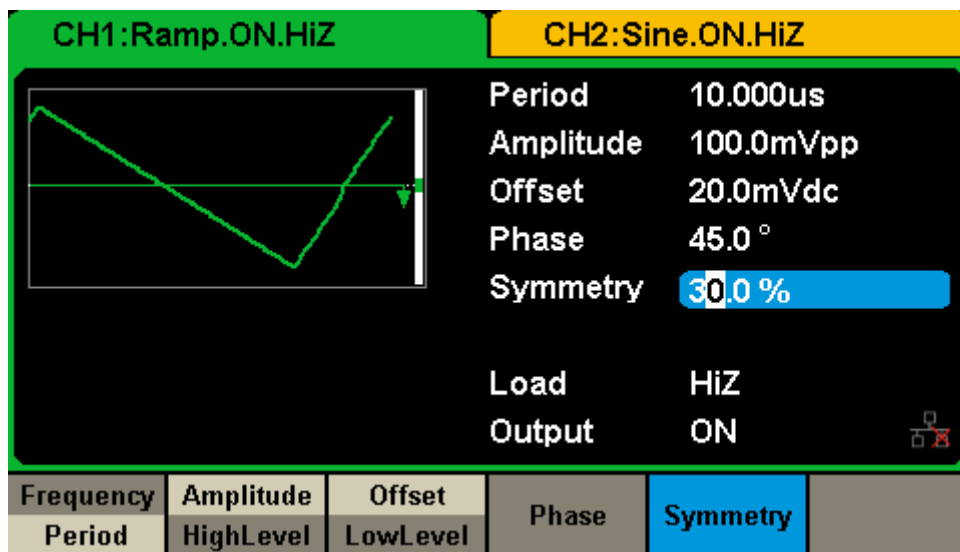 CH1:Ramp.ON.HiZ
CH2:Sine.ON.HiZ
Period 10.000us
Amplitude 100.0mVpp
Offset 20.0mVdc
Phase 45.0 °
Symmetry 30.0 %
Load HiZ
Output ON
Frequency Amplitude Offset Phase Symmetry
Period HighLevel LowLevel